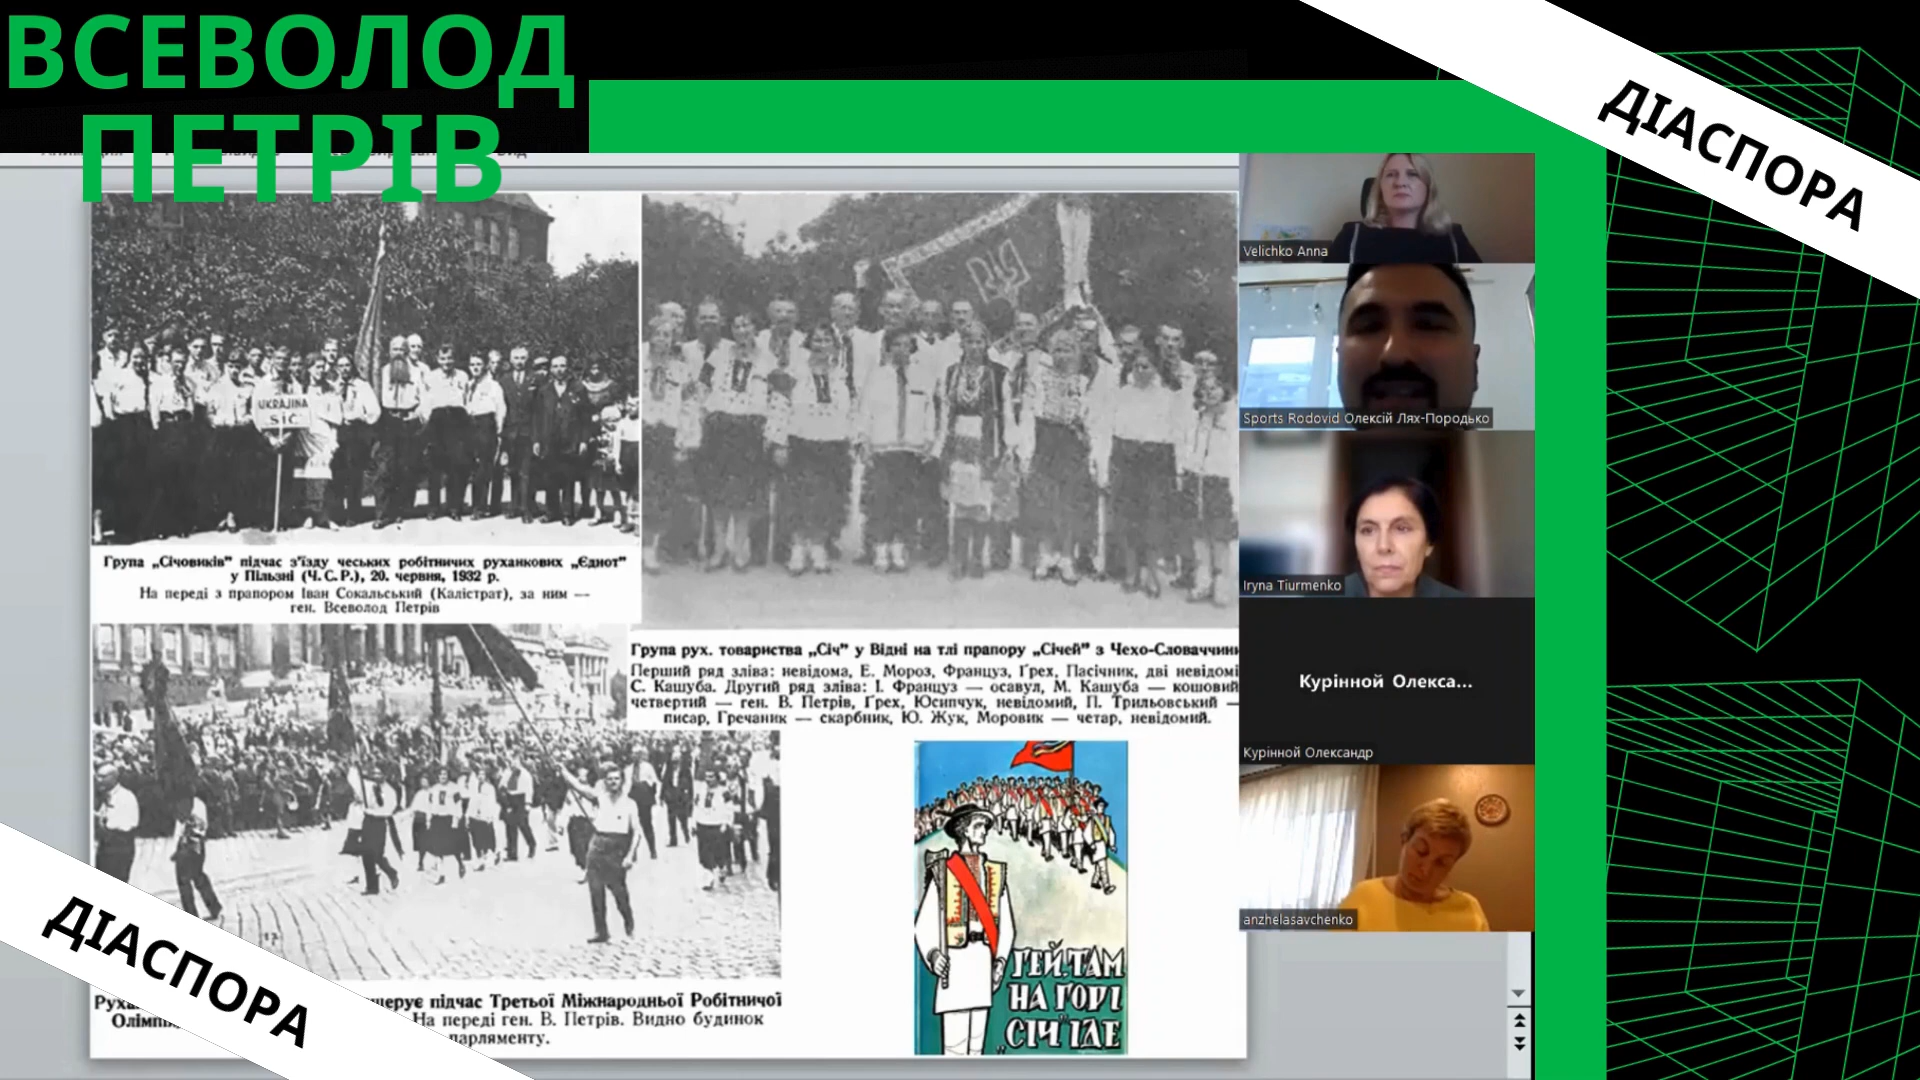 ВСЕВОЛОД
ПЕТРІВ
ДІАСПОРА
Velichko Anna
Sports Rodovid Олексій Лях-Породько
Iryna Tiurmenko
Курінной Олекса...
Курінной Олександр
anzhelasavchenko
UKRAJINA
SIČ
Група „Січовиків” підчас з'їзду чеських робітничих руханкових „Єднот”
у Пільзні (Ч. С. Р.), 20. червня, 1932 р.
На переді з прапором Іван Сокальський (Калістрат), за ним —
ген. Всеволод Петрів
Група рух. товариства „Січ” у Відні на тлі прапору „Січей” з Чехо-Словаччини
Перший ряд зліва: невідома, Е. Мороз, Француз, Ґрех, Пасічник, дві невідомі
С. Кашуба. Другий ряд зліва: І. Француз — осавул, М. Кашуба — кошовий
четвертий — ген. В. Петрів, Ґрех, Юсипчук, невідомий, П. Трильовський —
писар, Гречаник — скарбник, Ю. Жук, Моровик — четар, невідомий.
підчас Третьої Міжнародньої Робітничої
На переді ген. В. Петрів. Видно будинок
парляменту.
ГЕЙ, ТАМ
НА ГОРІ
„СІЧ” ІДЕ
ДІАСПОРА